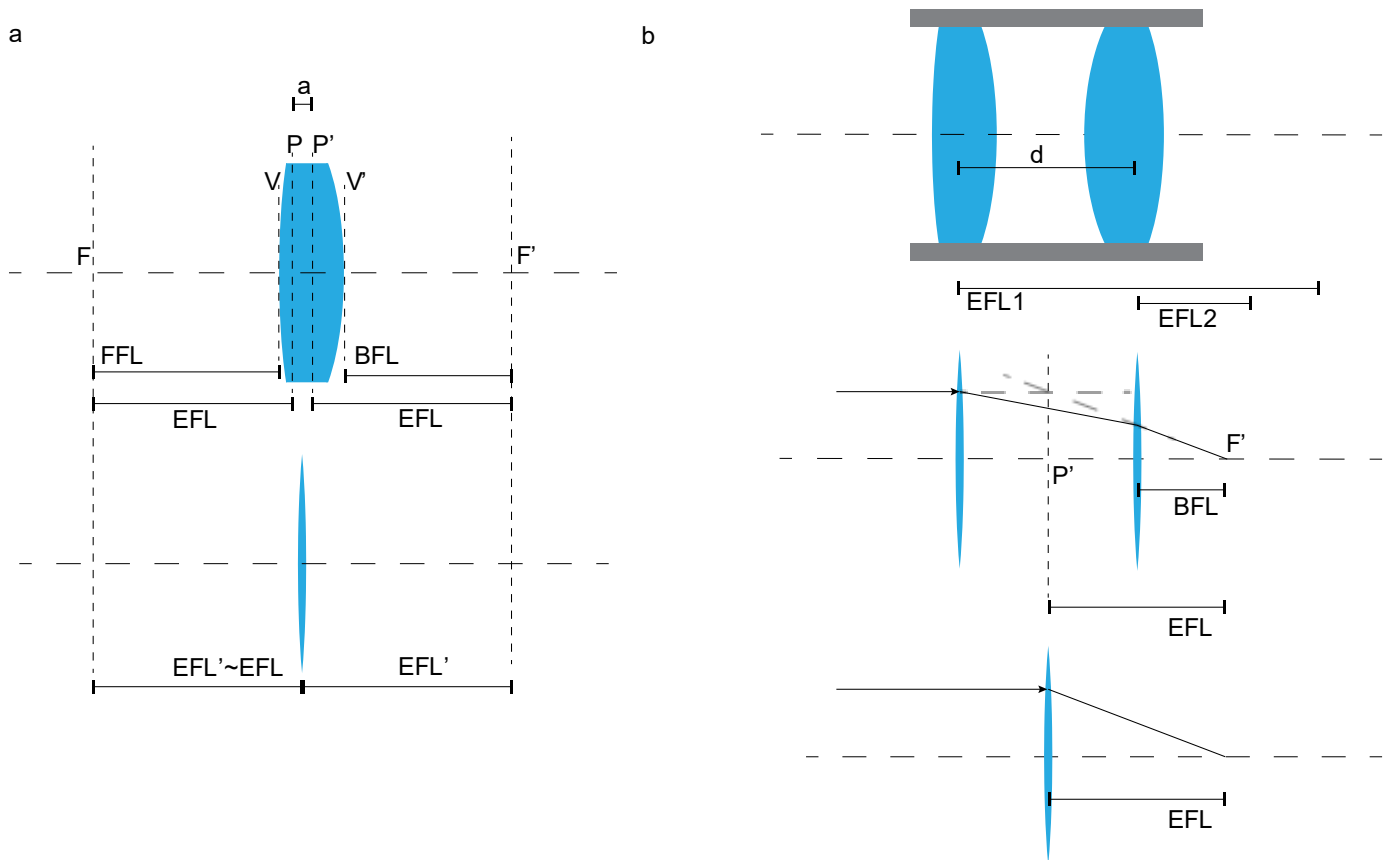 a
a
P P’
V V’
F F’
FFL BFL
EFL EFL
EFL’~EFL EFL’
b
d
EFL1
EFL2
F’
P’
BFL
EFL
EFL